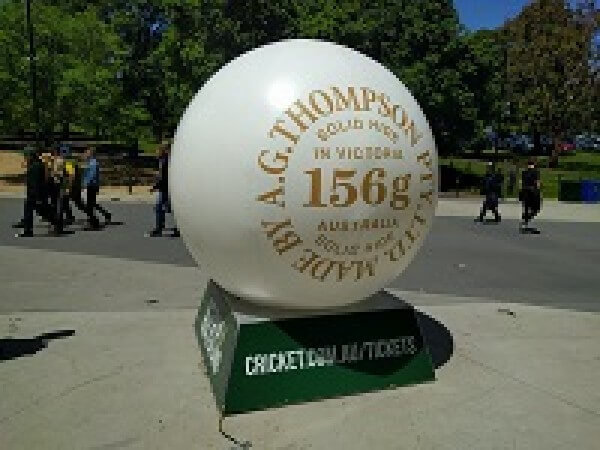 MADE BY A.G. THOMPSON PTY. LTD.
SOLID HIDE
IN VICTORIA
156g
AUSTRALIA
SOLID HIDE
CRICKET.COM.AU/TICKETS